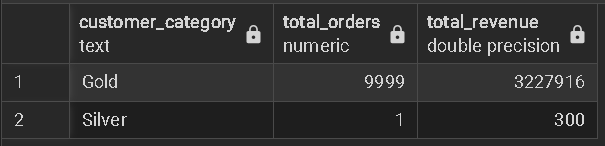 customer_category total_orders total_revenue
text numeric double precision
1 Gold 9999 3227916
2 Silver 1 300